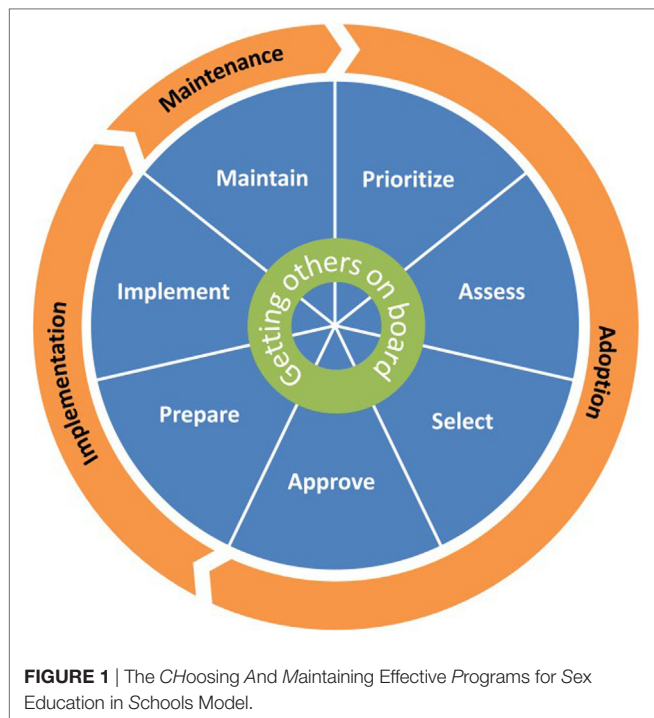 Maintenance
Adoption
Implementation
Prioritize
Assess
Select
Approve
Prepare
Implement
Maintain
Getting others on board
FIGURE 1 | The CHoosing And Maintaining Effective Programs for Sex
Education in Schools Model.